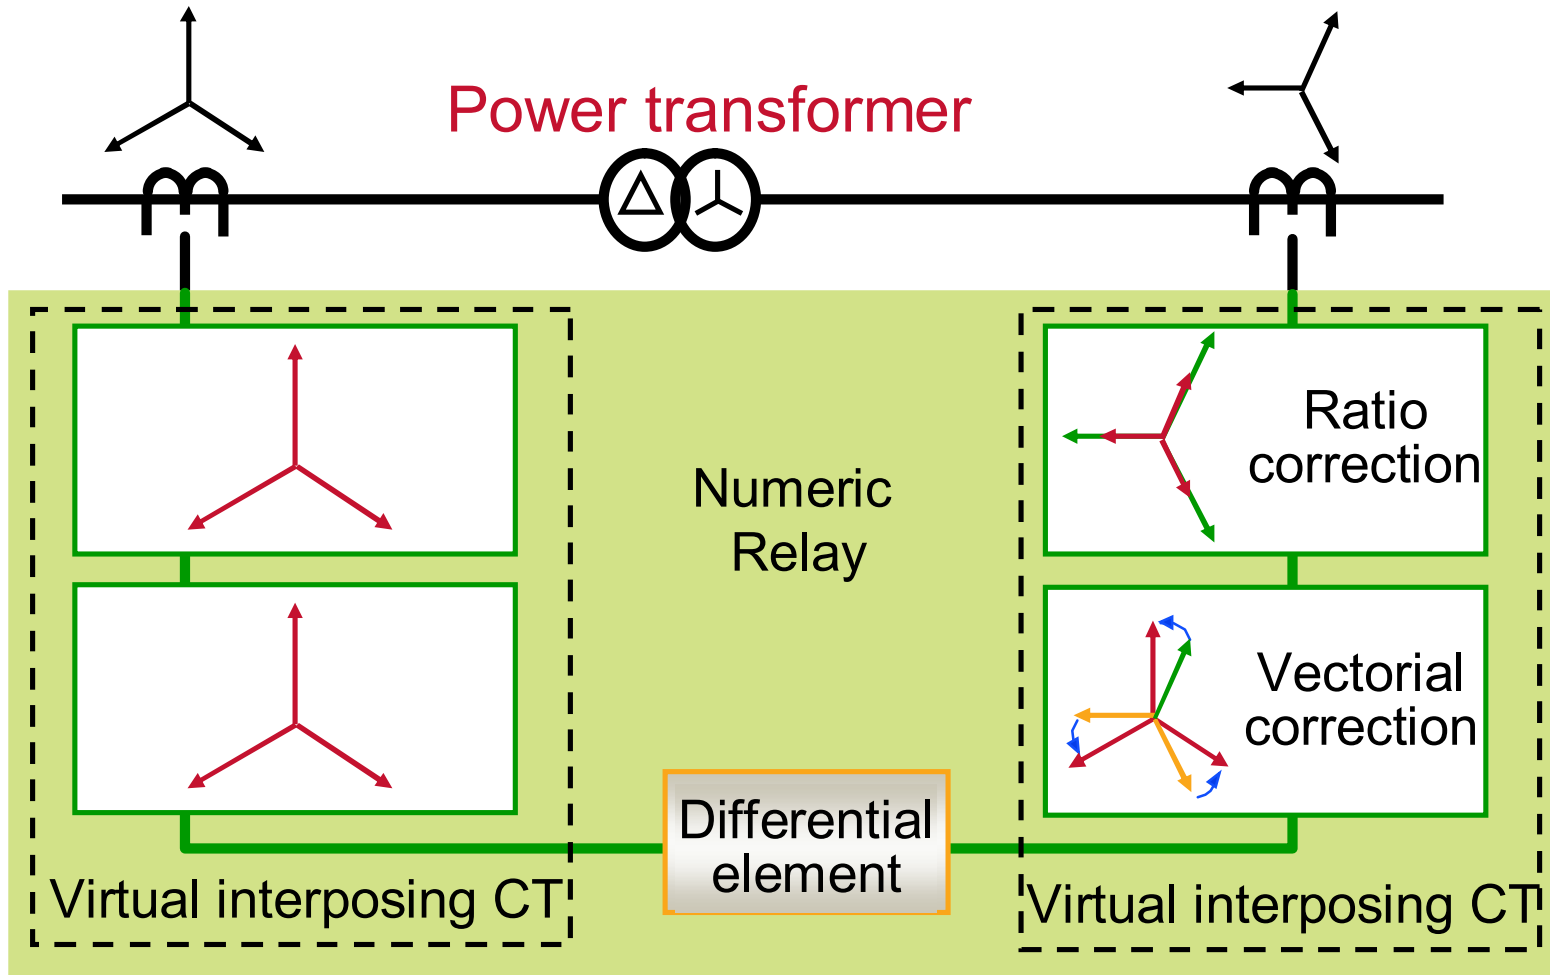 Power transformer
Ratio
correction
Numeric
Relay
Vectorial
correction
Differential
element
Virtual interposing CT
Virtual interposing CT